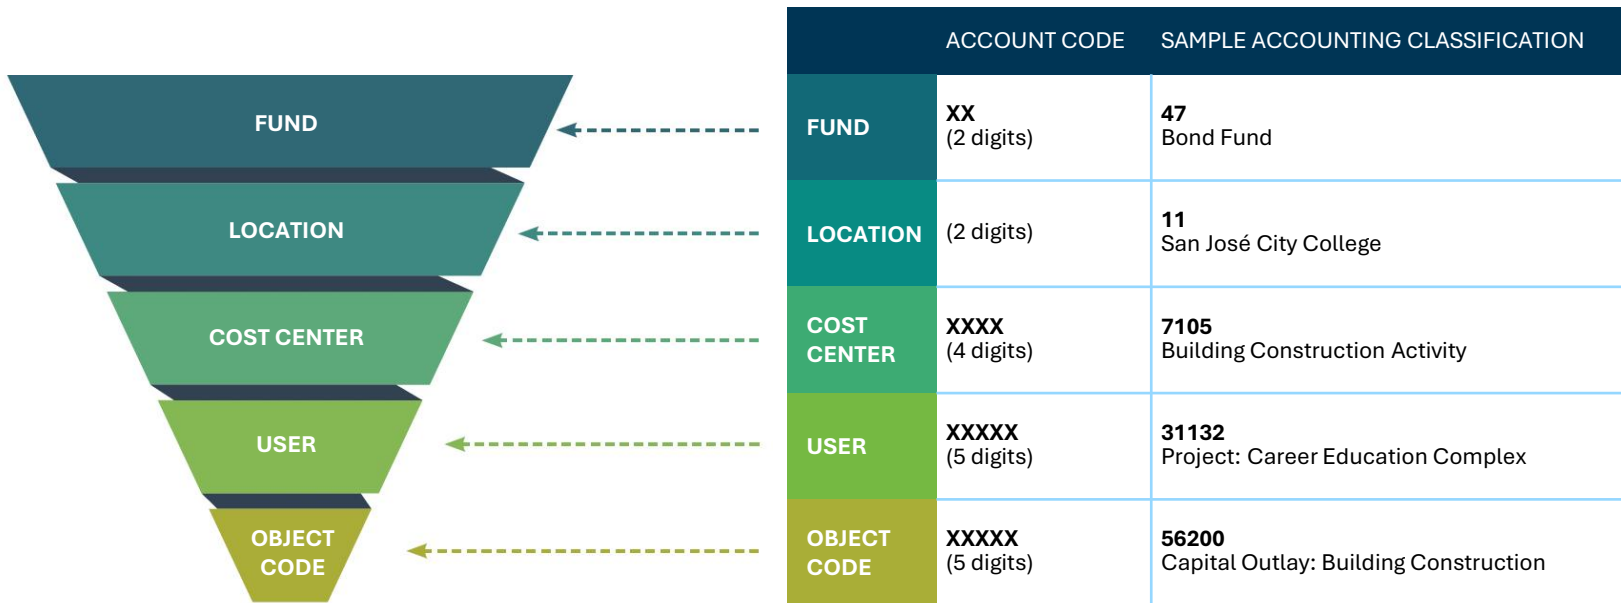 FUND
LOCATION
COST CENTER
USER
OBJECT
CODE
ACCOUNT CODE SAMPLE ACCOUNTING CLASSIFICATION
FUND
XX
(2 digits)
47
Bond Fund
LOCATION
(2 digits)
11
San José City College
COST
CENTER
XXXX
(4 digits)
7105
Building Construction Activity
USER
XXXXX
(5 digits)
31132
Project: Career Education Complex
OBJECT
CODE
XXXXX
(5 digits)
56200
Capital Outlay: Building Construction